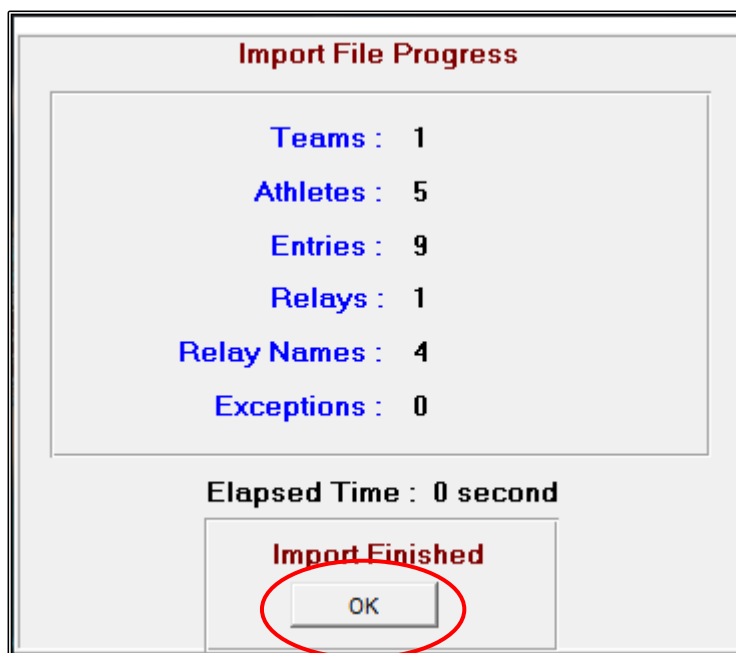 Import File Progress
Teams : 1
Athletes : 5
Entries : 9
Relays : 1
Relay Names : 4
Exceptions : 0
Elapsed Time : 0 second
Import Finished
OK